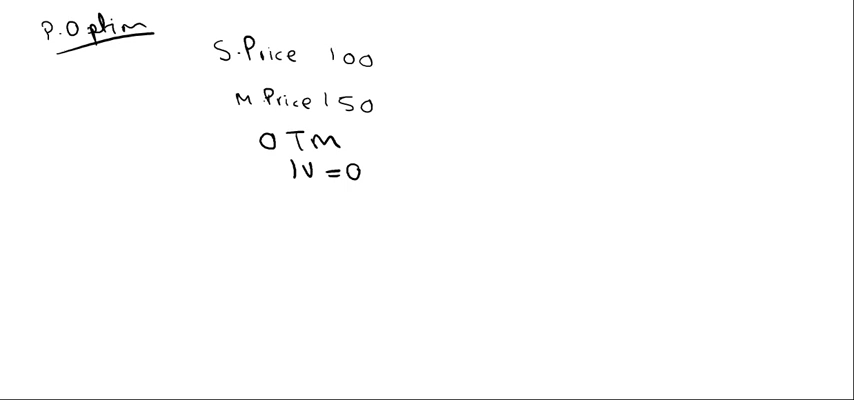 P.Option
S.Price 100
M.Price 150
OTM
IV = 0